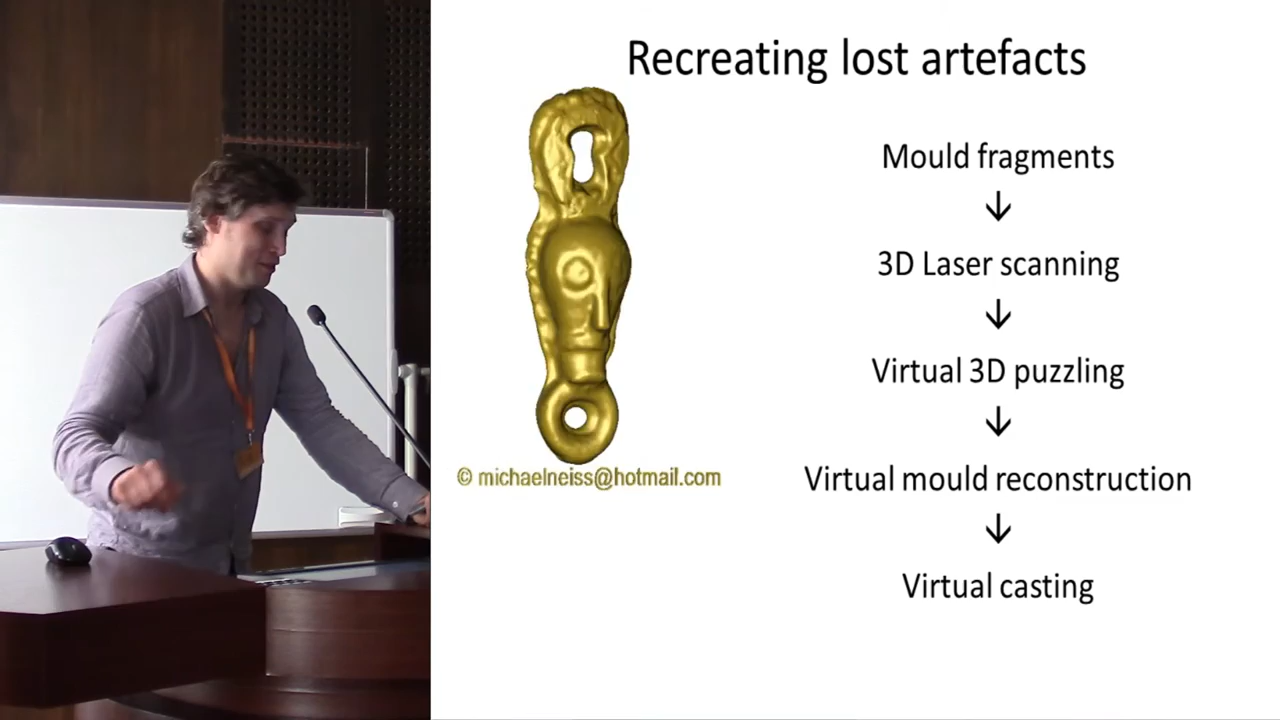 Recreating lost artefacts
Mould fragments
↓
3D Laser scanning
↓
Virtual 3D puzzling
↓
Virtual mould reconstruction
↓
Virtual casting
© michaelneiss@hotmail.com